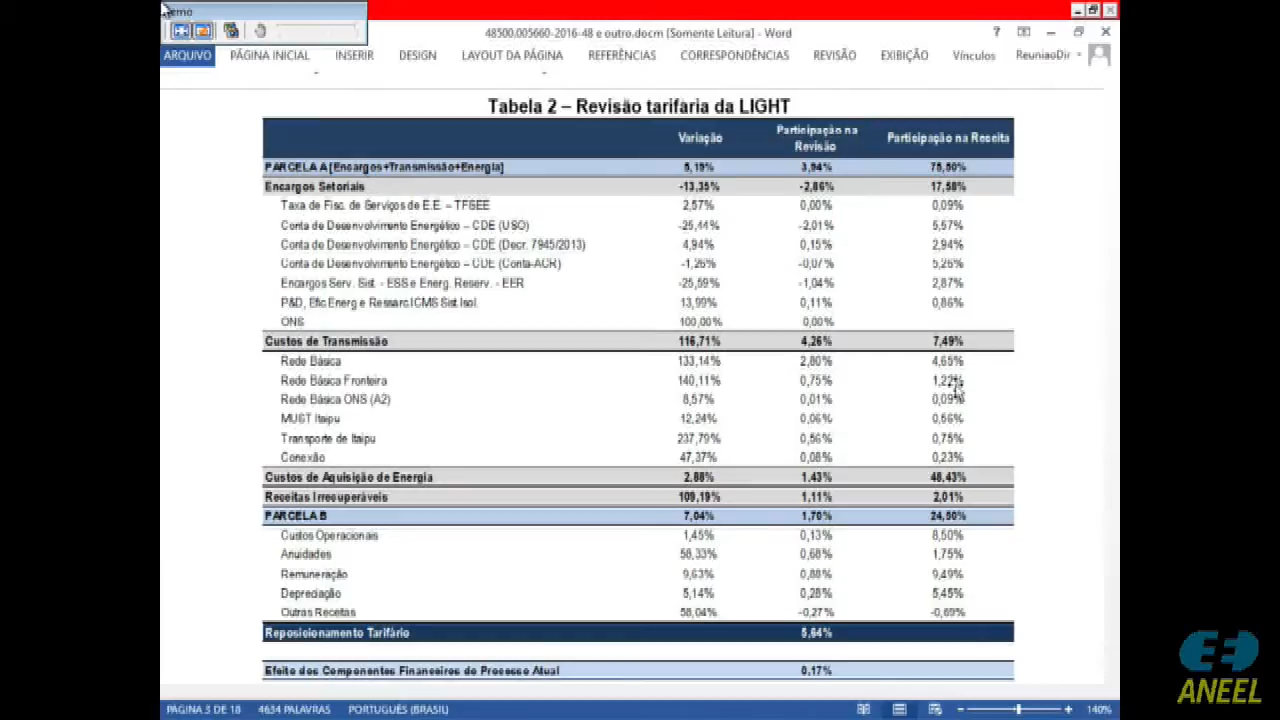 emo
48500.005660-2016-48 e outro.docm [Somente Leitura] - Word
ARQUIVO PÁGINA INICIAL INSERIR DESIGN LAYOUT DA PÁGINA REFERÊNCIAS CORRESPONDÊNCIAS REVISÃO EXIBIÇÃO Vínculos ReuniaoDir
Tabela 2 – Revisão tarifária da LIGHT
Variação Participação na Revisão Participação na Receita
PARCELA A [Encargos+Transmissão+Energia] 5,19% 3,94% 75,50%
Encargos Setoriais -13,35% -2,86% 17,58%
Taxa de Fisc. de Serviços de E.E. – TFSEE 2,57% 0,00% 0,09%
Conta de Desenvolvimento Energético – CDE (USO) -25,44% -2,01% 5,57%
Conta de Desenvolvimento Energético – CDE (Decr. 7945/2013) 4,94% 0,15% 2,94%
Conta de Desenvolvimento Energético – CDE (Conta-ACR) -1,26% -0,07% 5,26%
Encargos Serv. Sist. - ESS e Energ. Reserv. - EER -25,59% -1,04% 2,87%
P&D, Efic.Energ e Ressarc.ICMS Sist.Isol. 13,99% 0,11% 0,86%
ONS 100,00% 0,00%
Custos de Transmissão 116,71% 4,26% 7,49%
Rede Básica 133,14% 2,80% 4,65%
Rede Básica Fronteira 140,11% 0,75% 1,22%
Rede Básica ONS (A2) 8,57% 0,01% 0,09%
MUST Itaipu 12,24% 0,06% 0,56%
Transporte de Itaipu 237,79% 0,56% 0,75%
Conexão 47,37% 0,08% 0,23%
Custos de Aquisição de Energia 2,88% 1,43% 48,43%
Receitas Irrecuperáveis 109,19% 1,11% 2,01%
PARCELA B 7,04% 1,70% 24,50%
Custos Operacionais 1,45% 0,13% 8,50%
Anuidades 58,33% 0,68% 1,75%
Remuneração 9,63% 0,88% 9,49%
Depreciação 5,14% 0,28% 5,45%
Outras Receitas 58,04% -0,27% -0,69%
Reposicionamento Tarifário 5,64%
Efeito dos Componentes Financeiros do Processo Atual 0,17%
PÁGINA 3 DE 18 4634 PALAVRAS PORTUGUÊS (BRASIL) 140%
ANEEL